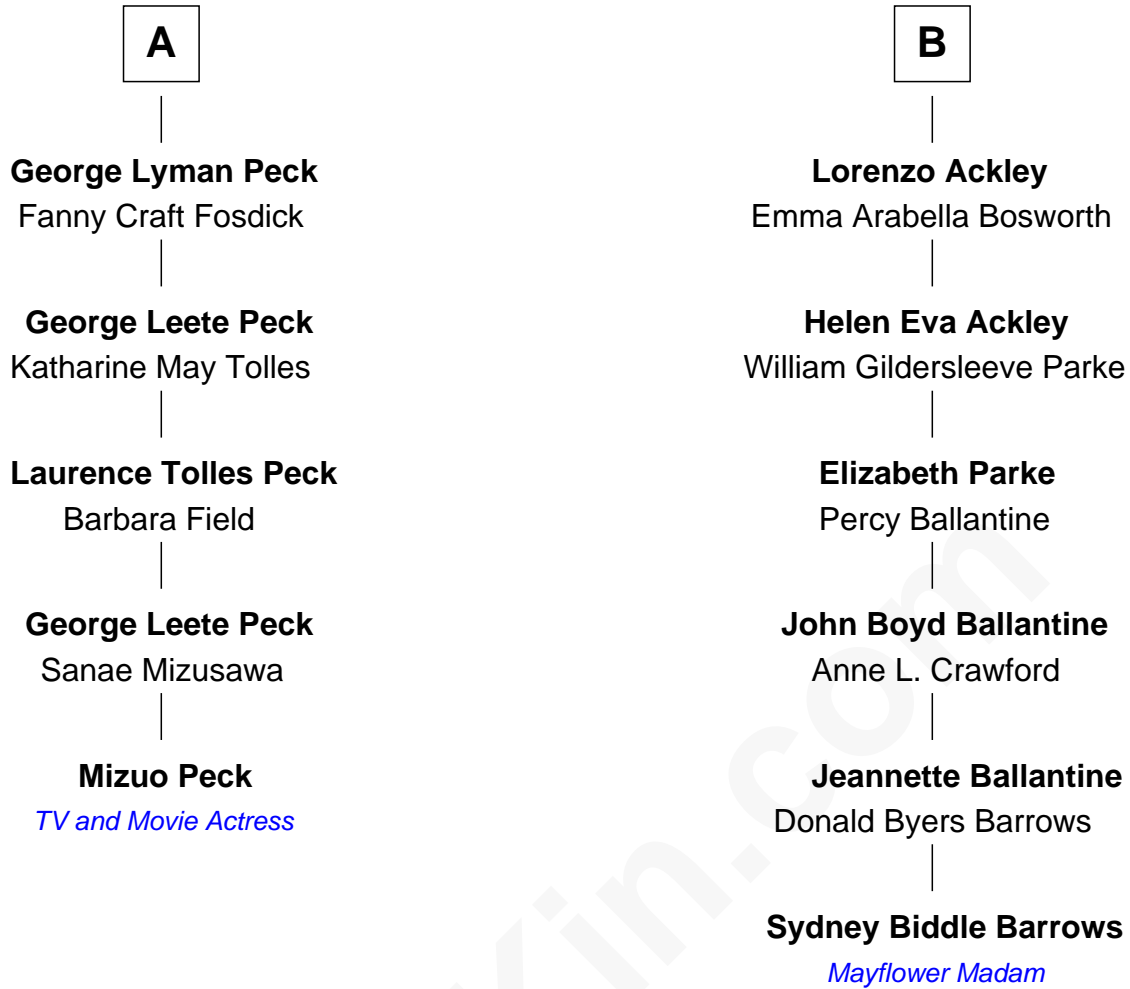 A
George Lyman Peck
Fanny Craft Fosdick
George Leete Peck
Katharine May Tolles
Laurence Tolles Peck
Barbara Field
George Leete Peck
Sanae Mizusawa
Mizuo Peck
TV and Movie Actress
B
Lorenzo Ackley
Emma Arabella Bosworth
Helen Eva Ackley
William Gildersleeve Parke
Elizabeth Parke
Percy Ballantine
John Boyd Ballantine
Anne L. Crawford
Jeannette Ballantine
Donald Byers Barrows
Sydney Biddle Barrows
Mayflower Madam
Kin.com